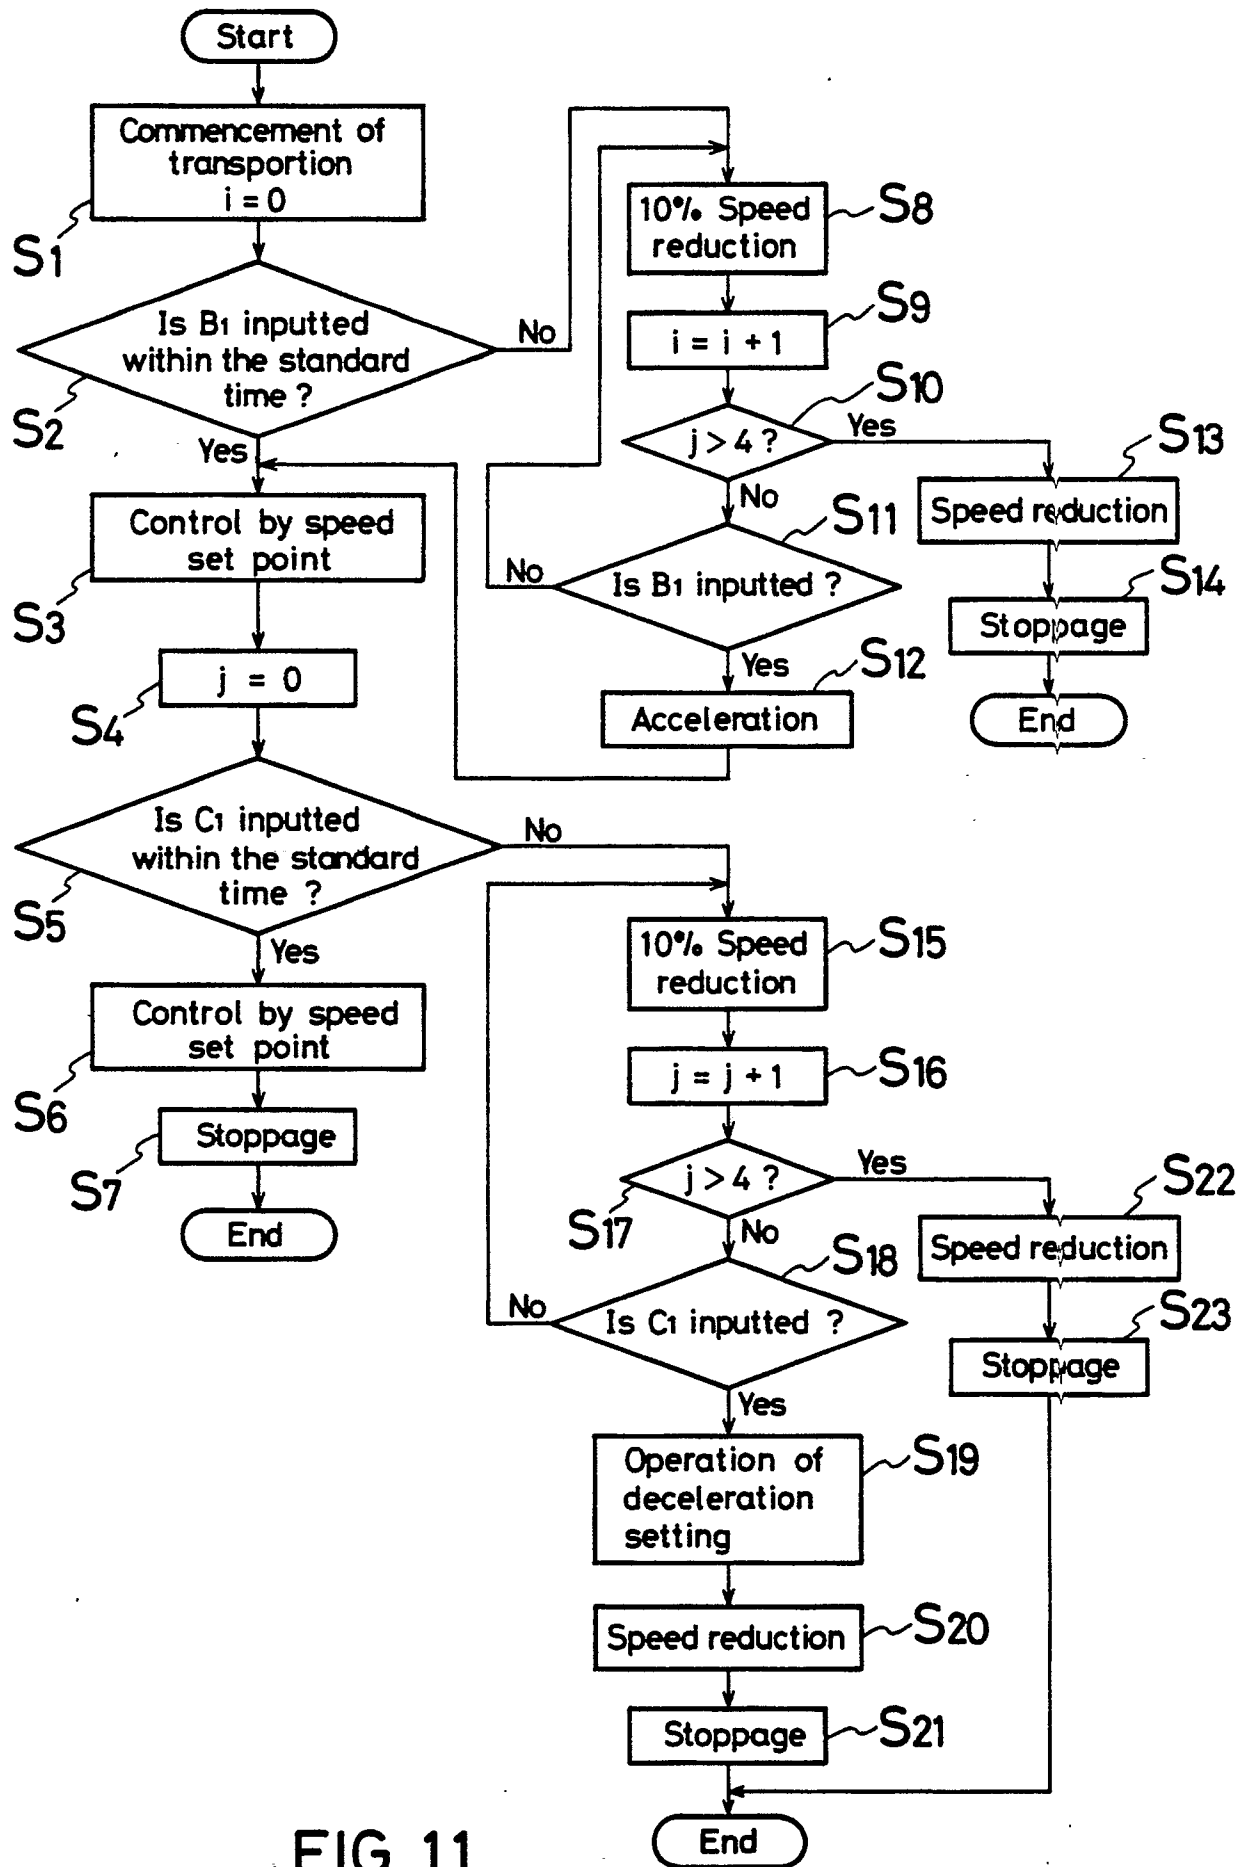 Start
Commencement of
transportion
i = 0
S1
Is B1 inputted
within the standard
time ?
S2
No
Yes
Control by speed
set point
S3
j = 0
S4
Is C1 inputted
within the standard
time ?
S5
No
Yes
Control by speed
set point
S6
Stoppage
S7
End
10% Speed
reduction
S8
i = i + 1
S9
j > 4 ?
S10
Yes
No
Is B1 inputted ?
S11
No
Yes
Acceleration
S12
Speed reduction
S13
Stoppage
S14
End
10% Speed
reduction
S15
j = j + 1
S16
j > 4 ?
S17
Yes
No
Is C1 inputted ?
S18
No
Yes
Operation of
deceleration
setting
S19
Speed reduction
S20
Stoppage
S21
Speed reduction
S22
Stoppage
S23
End
FIG. 11